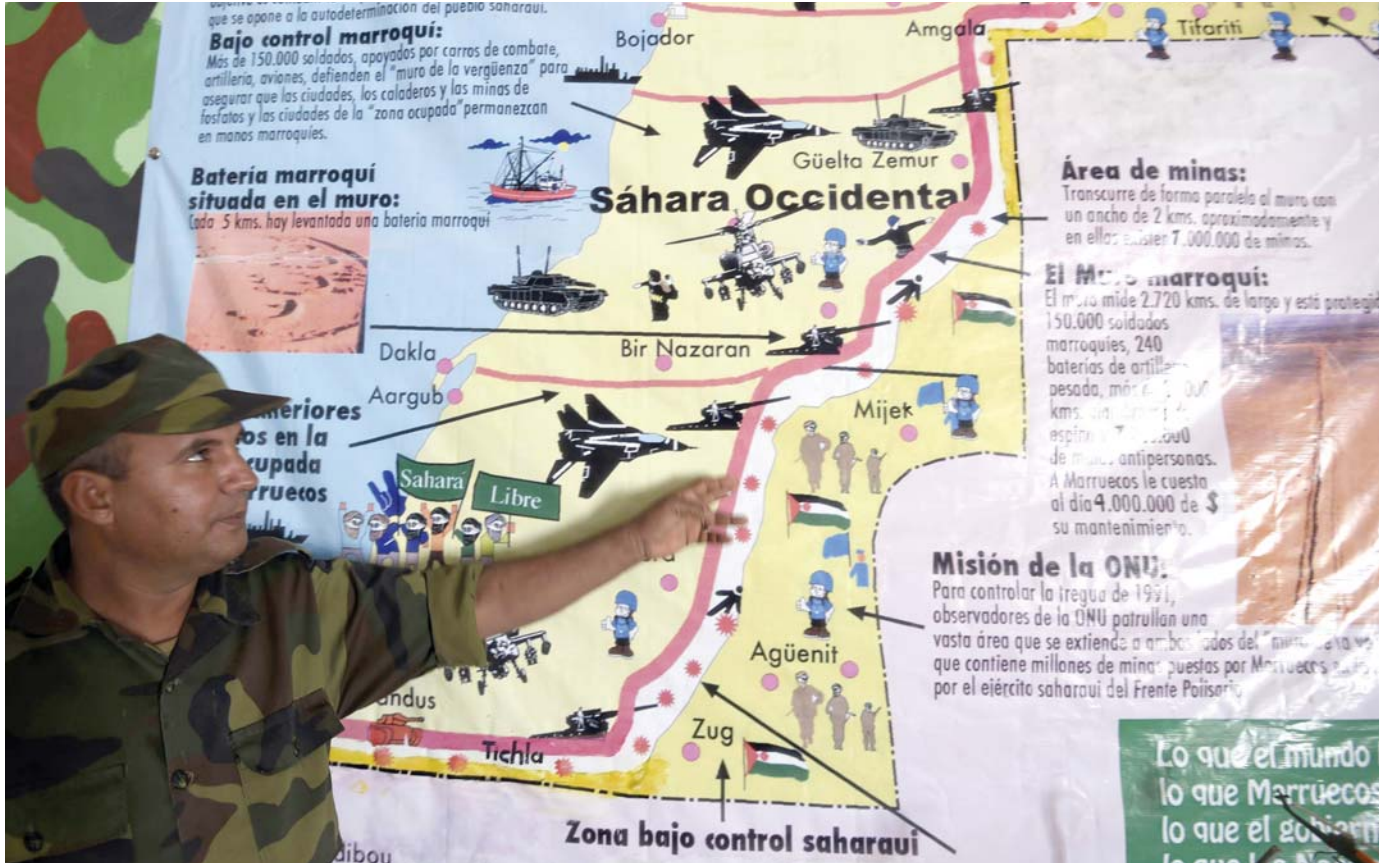 que se opone a la autodeterminación del pueblo saharaui.
Bajo control marroquí:
Más de 150.000 soldados, apoyados por carros de combate,
artillería, aviones, defienden el "muro de la vergüenza" para
asegurar que las ciudades, los caladeros y las minas de
fosfatos y las ciudades de la "zona ocupada" permanezcan
en manos marroquíes.
Batería marroquí
situada en el muro:
Cada 5 kms. hay levantada una batería marroquí
Bojador
Amgala
Tifariti
Güelta Zemur
Sáhara Occidental
Área de minas:
Transcurre de forma paralela al muro con
un ancho de 2 kms. aproximadamente y
en ellas existen 7.000.000 de minas.
El Muro marroquí:
El muro mide 2.720 kms. de largo y está
150.000 soldados
marroquíes, 240
baterías de
pesada, más
kms.
espino
de antipersonas.
A Marruecos le cuesta
al día 4.000.000 de $
su mantenimiento.
Dakla
Bir Nazaran
Aargub
Mijek
en la
Sahara
Libre
Misión de la ONU:
Para controlar la tregua de 1991,
observadores de la ONU patrullan una
vasta área que se extiende a ambos lados del
que contiene millones de minas puestas por Marruecos
por el ejército saharaui del Frente Polisario
Agüenit
Zug
Tichla
Zona bajo control saharaui
Lo que el mundo
lo que Marruecos
lo que el